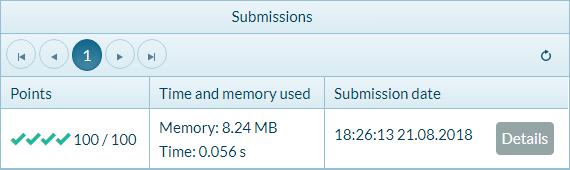 Submissions
1
Points Time and memory used Submission date
100 / 100 Memory: 8.24 MB 18:26:13 21.08.2018 Details
Time: 0.056 s